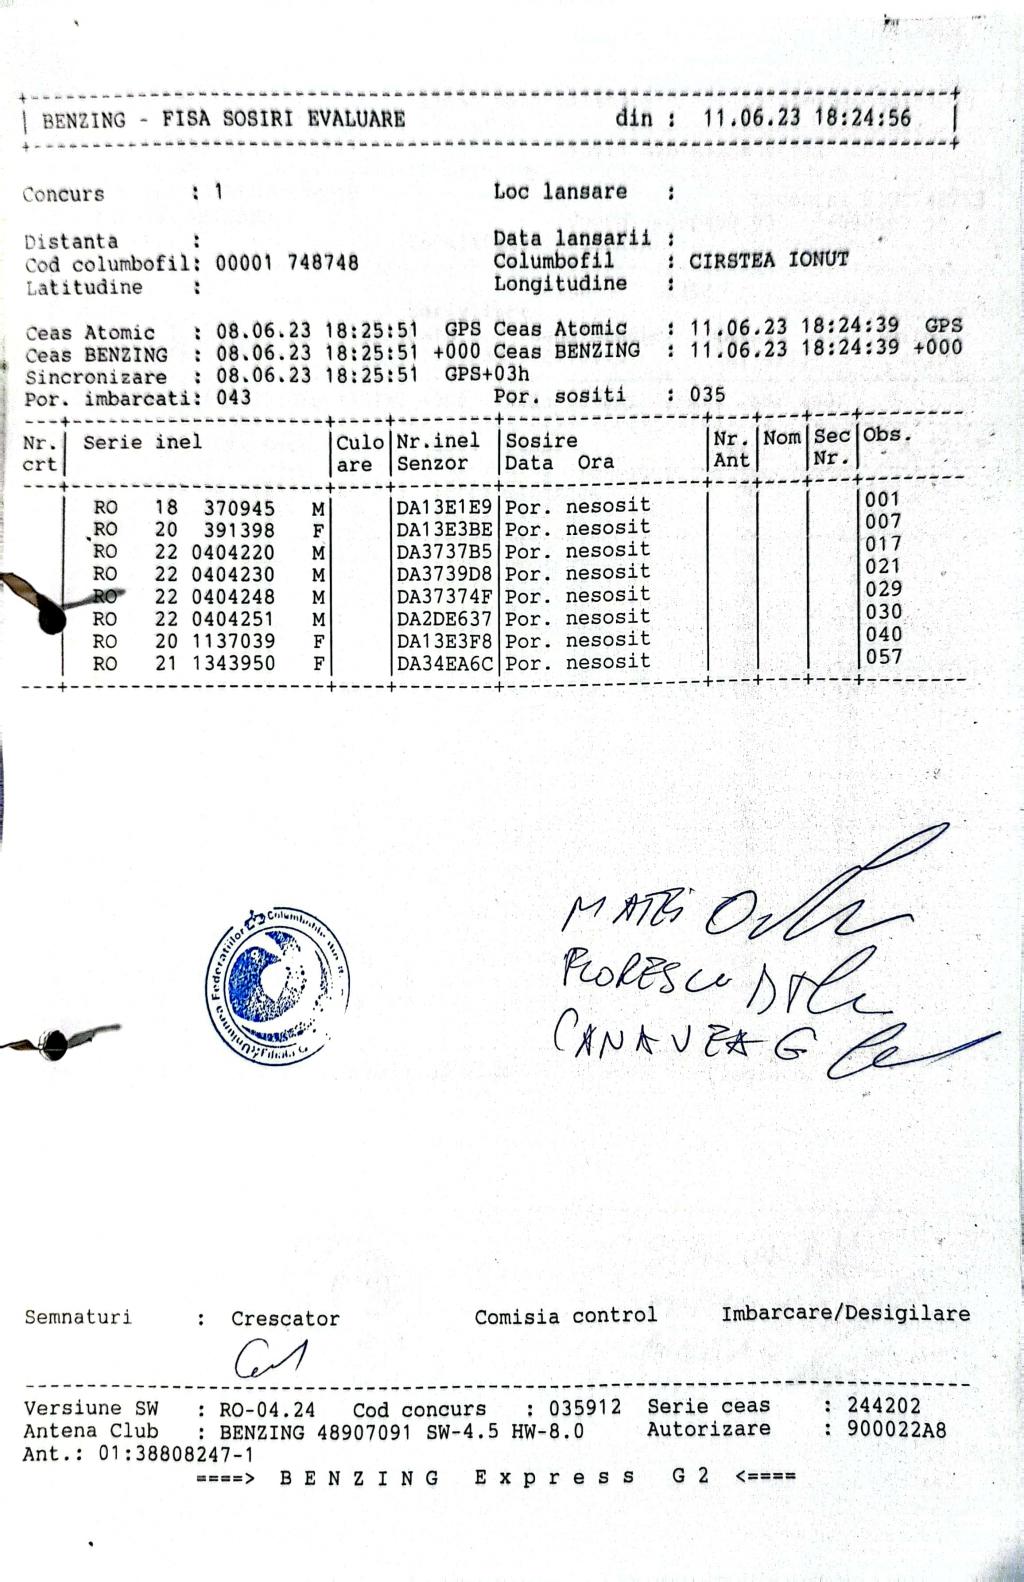 +----------------------------------------------------------------------------+
| BENZING - FISA SOSIRI EVALUARE din : 11.06.23 18:24:56 |
+----------------------------------------------------------------------------+
Concurs : 1 Loc lansare :
Distanta : Data lansarii :
Cod columbofil: 00001 748748 Columbofil : CIRSTEA IONUT
Latitudine : Longitudine :
Ceas Atomic : 08.06.23 18:25:51 GPS Ceas Atomic : 11.06.23 18:24:39 GPS
Ceas BENZING : 08.06.23 18:25:51 +000 Ceas BENZING : 11.06.23 18:24:39 +000
Sincronizare : 08.06.23 18:25:51 GPS+03h
Por. imbarcati: 043 Por. sositi : 035
Nr.| Serie inel |Culo|Nr.inel |Sosire |Nr.|Nom|Sec|Obs.
crt| |are |Senzor |Data Ora |Ant| |Nr.|
RO 18 370945 M| |DA13E1E9|Por. nesosit | | | |001
RO 20 391398 F| |DA13E3BE|Por. nesosit | | | |007
RO 22 0404220 M| |DA3737B5|Por. nesosit | | | |017
RO 22 0404230 M| |DA3739D8|Por. nesosit | | | |021
RO 22 0404248 M| |DA37374F|Por. nesosit | | | |029
RO 22 0404251 M| |DA2DE637|Por. nesosit | | | |030
RO 20 1137039 F| |DA13E3F8|Por. nesosit | | | |040
RO 21 1343950 F| |DA34EA6C|Por. nesosit | | | |057
MATEI
FLORESCU
CANAVEA G
Uniunea Federatiilor Columbofile din
Filiala
Semnaturi : Crescator Comisia control Imbarcare/Desigilare
Versiune SW : RO-04.24 Cod concurs : 035912 Serie ceas : 244202
Antena Club : BENZING 48907091 SW-4.5 HW-8.0 Autorizare : 900022A8
Ant.: 01:38808247-1
====> B E N Z I N G E x p r e s s G 2 <====